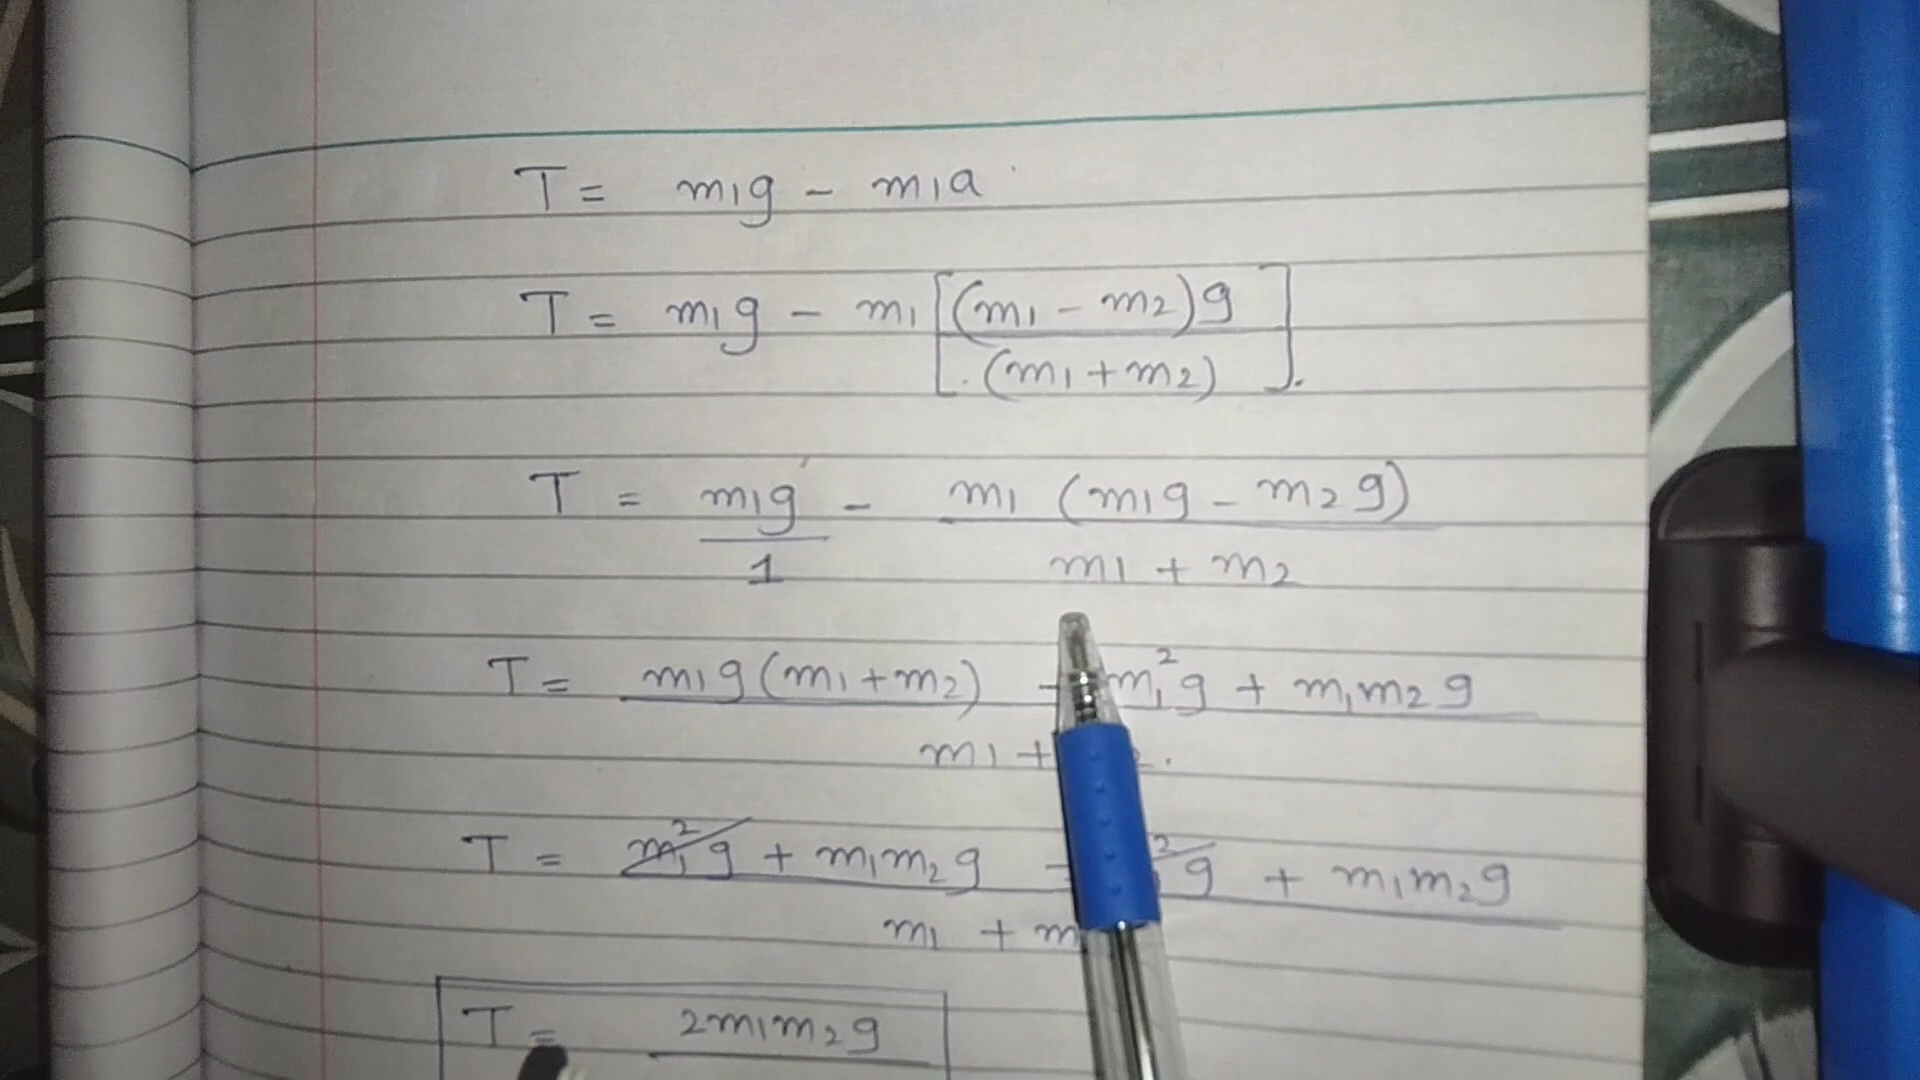 T = m₁g - m₁a
T = m₁g - m₁ [(m₁ - m₂)g
(m₁ + m₂)]
T = m₁g - m₁ (m₁g - m₂g)
1 m₁ + m₂
T = m₁g(m₁+m₂) - m₁²g + m₁m₂g
m₁ +
T = m₁²g + m₁m₂g - ²g + m₁m₂g
m₁ + m
T = 2m₁m₂g